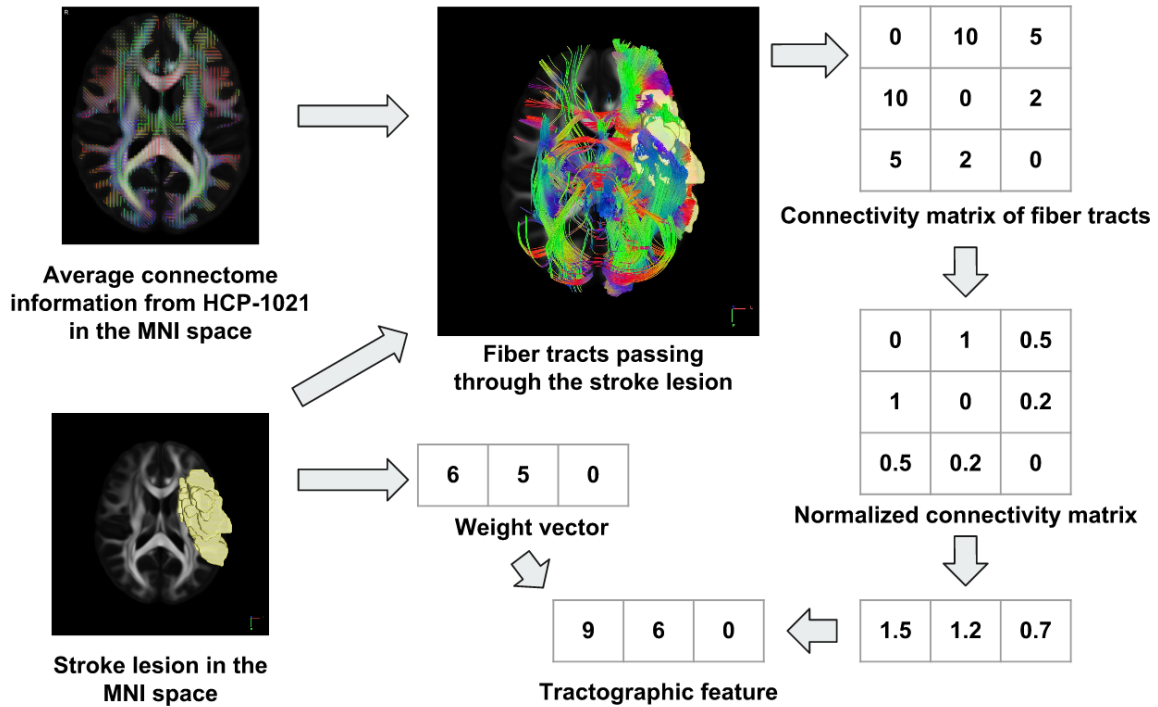 R
Average connectome
information from HCP-1021
in the MNI space
Fiber tracts passing
through the stroke lesion
0 10 5
10 0 2
5 2 0
Connectivity matrix of fiber tracts
0 1 0.5
1 0 0.2
0.5 0.2 0
Normalized connectivity matrix
Stroke lesion in the
MNI space
6 5 0
Weight vector
1.5 1.2 0.7
9 6 0
Tractographic feature